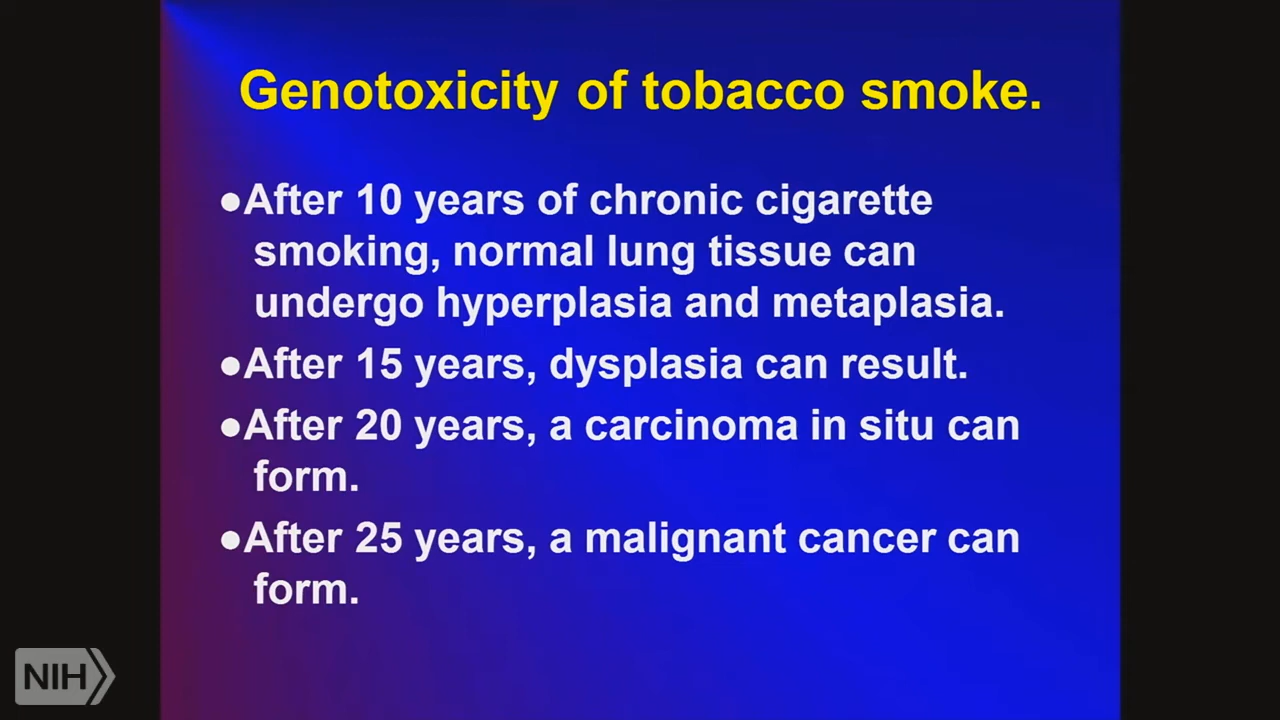 Genotoxicity of tobacco smoke.
●After 10 years of chronic cigarette
smoking, normal lung tissue can
undergo hyperplasia and metaplasia.
●After 15 years, dysplasia can result.
●After 20 years, a carcinoma in situ can
form.
●After 25 years, a malignant cancer can
form.
NIH